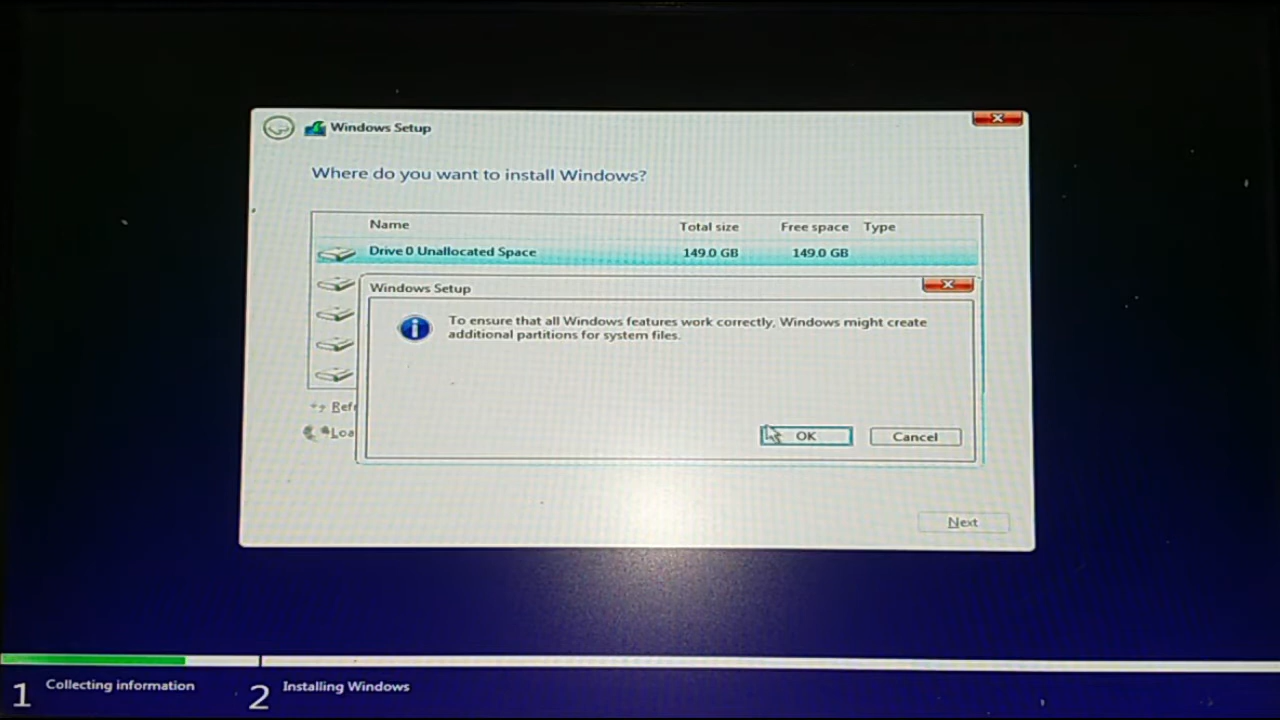 Windows Setup
Where do you want to install Windows?
Name Total size Free space Type
Drive 0 Unallocated Space 149.0 GB 149.0 GB
Windows Setup
To ensure that all Windows features work correctly, Windows might create
additional partitions for system files.
Refr
Loa
OK Cancel
Next
1 Collecting information 2 Installing Windows